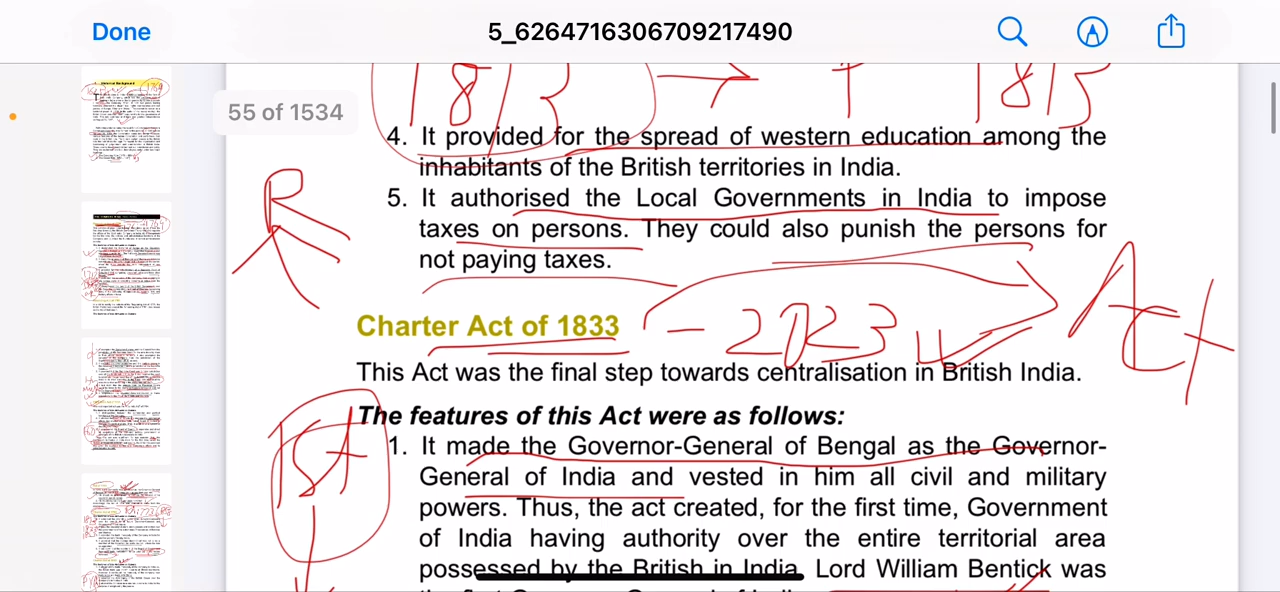 Done
5_6264716306709217490
55 of 1534
1813 → + 1813
4. It provided for the spread of western education among the
inhabitants of the British territories in India.
R
5. It authorised the Local Governments in India to impose
taxes on persons. They could also punish the persons for
not paying taxes.
Act
Charter Act of 1833
This Act was the final step towards centralisation in British India.
The features of this Act were as follows:
Ist
1. It made the Governor-General of Bengal as the Governor-
General of India and vested in him all civil and military
powers. Thus, the act created, for the first time, Government
of India having authority over the entire territorial area
possessed by the British in India. Lord William Bentick was